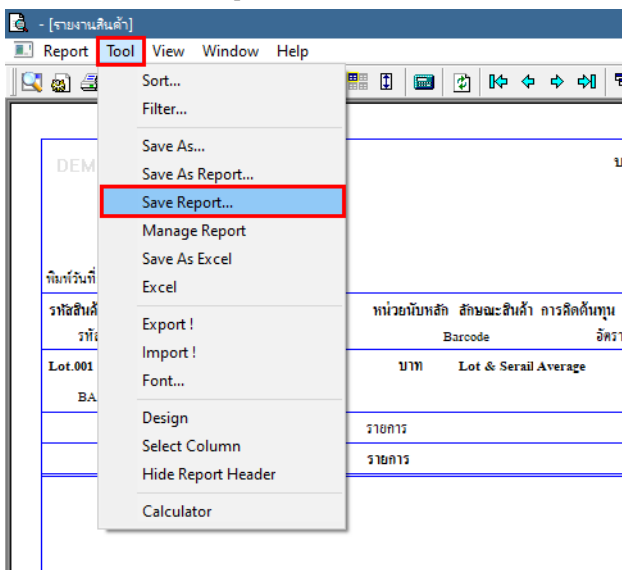 - [รายงานสินค้า]
Report Tool View Window Help
Sort...
Filter...
Save As...
DEM
Save As Report...
Save Report...
Manage Report
Save As Excel
พิมพ์วันที่
Excel
รหัสสินค้ หน่วยนับหลัก ลักษณะสินค้า การคิดต้นทุน
Export !
Barcode
Import !
Lot.001 บาท Lot & Serail Average
Font...
BA
Design
รายการ
Select Column
รายการ
Hide Report Header
Calculator